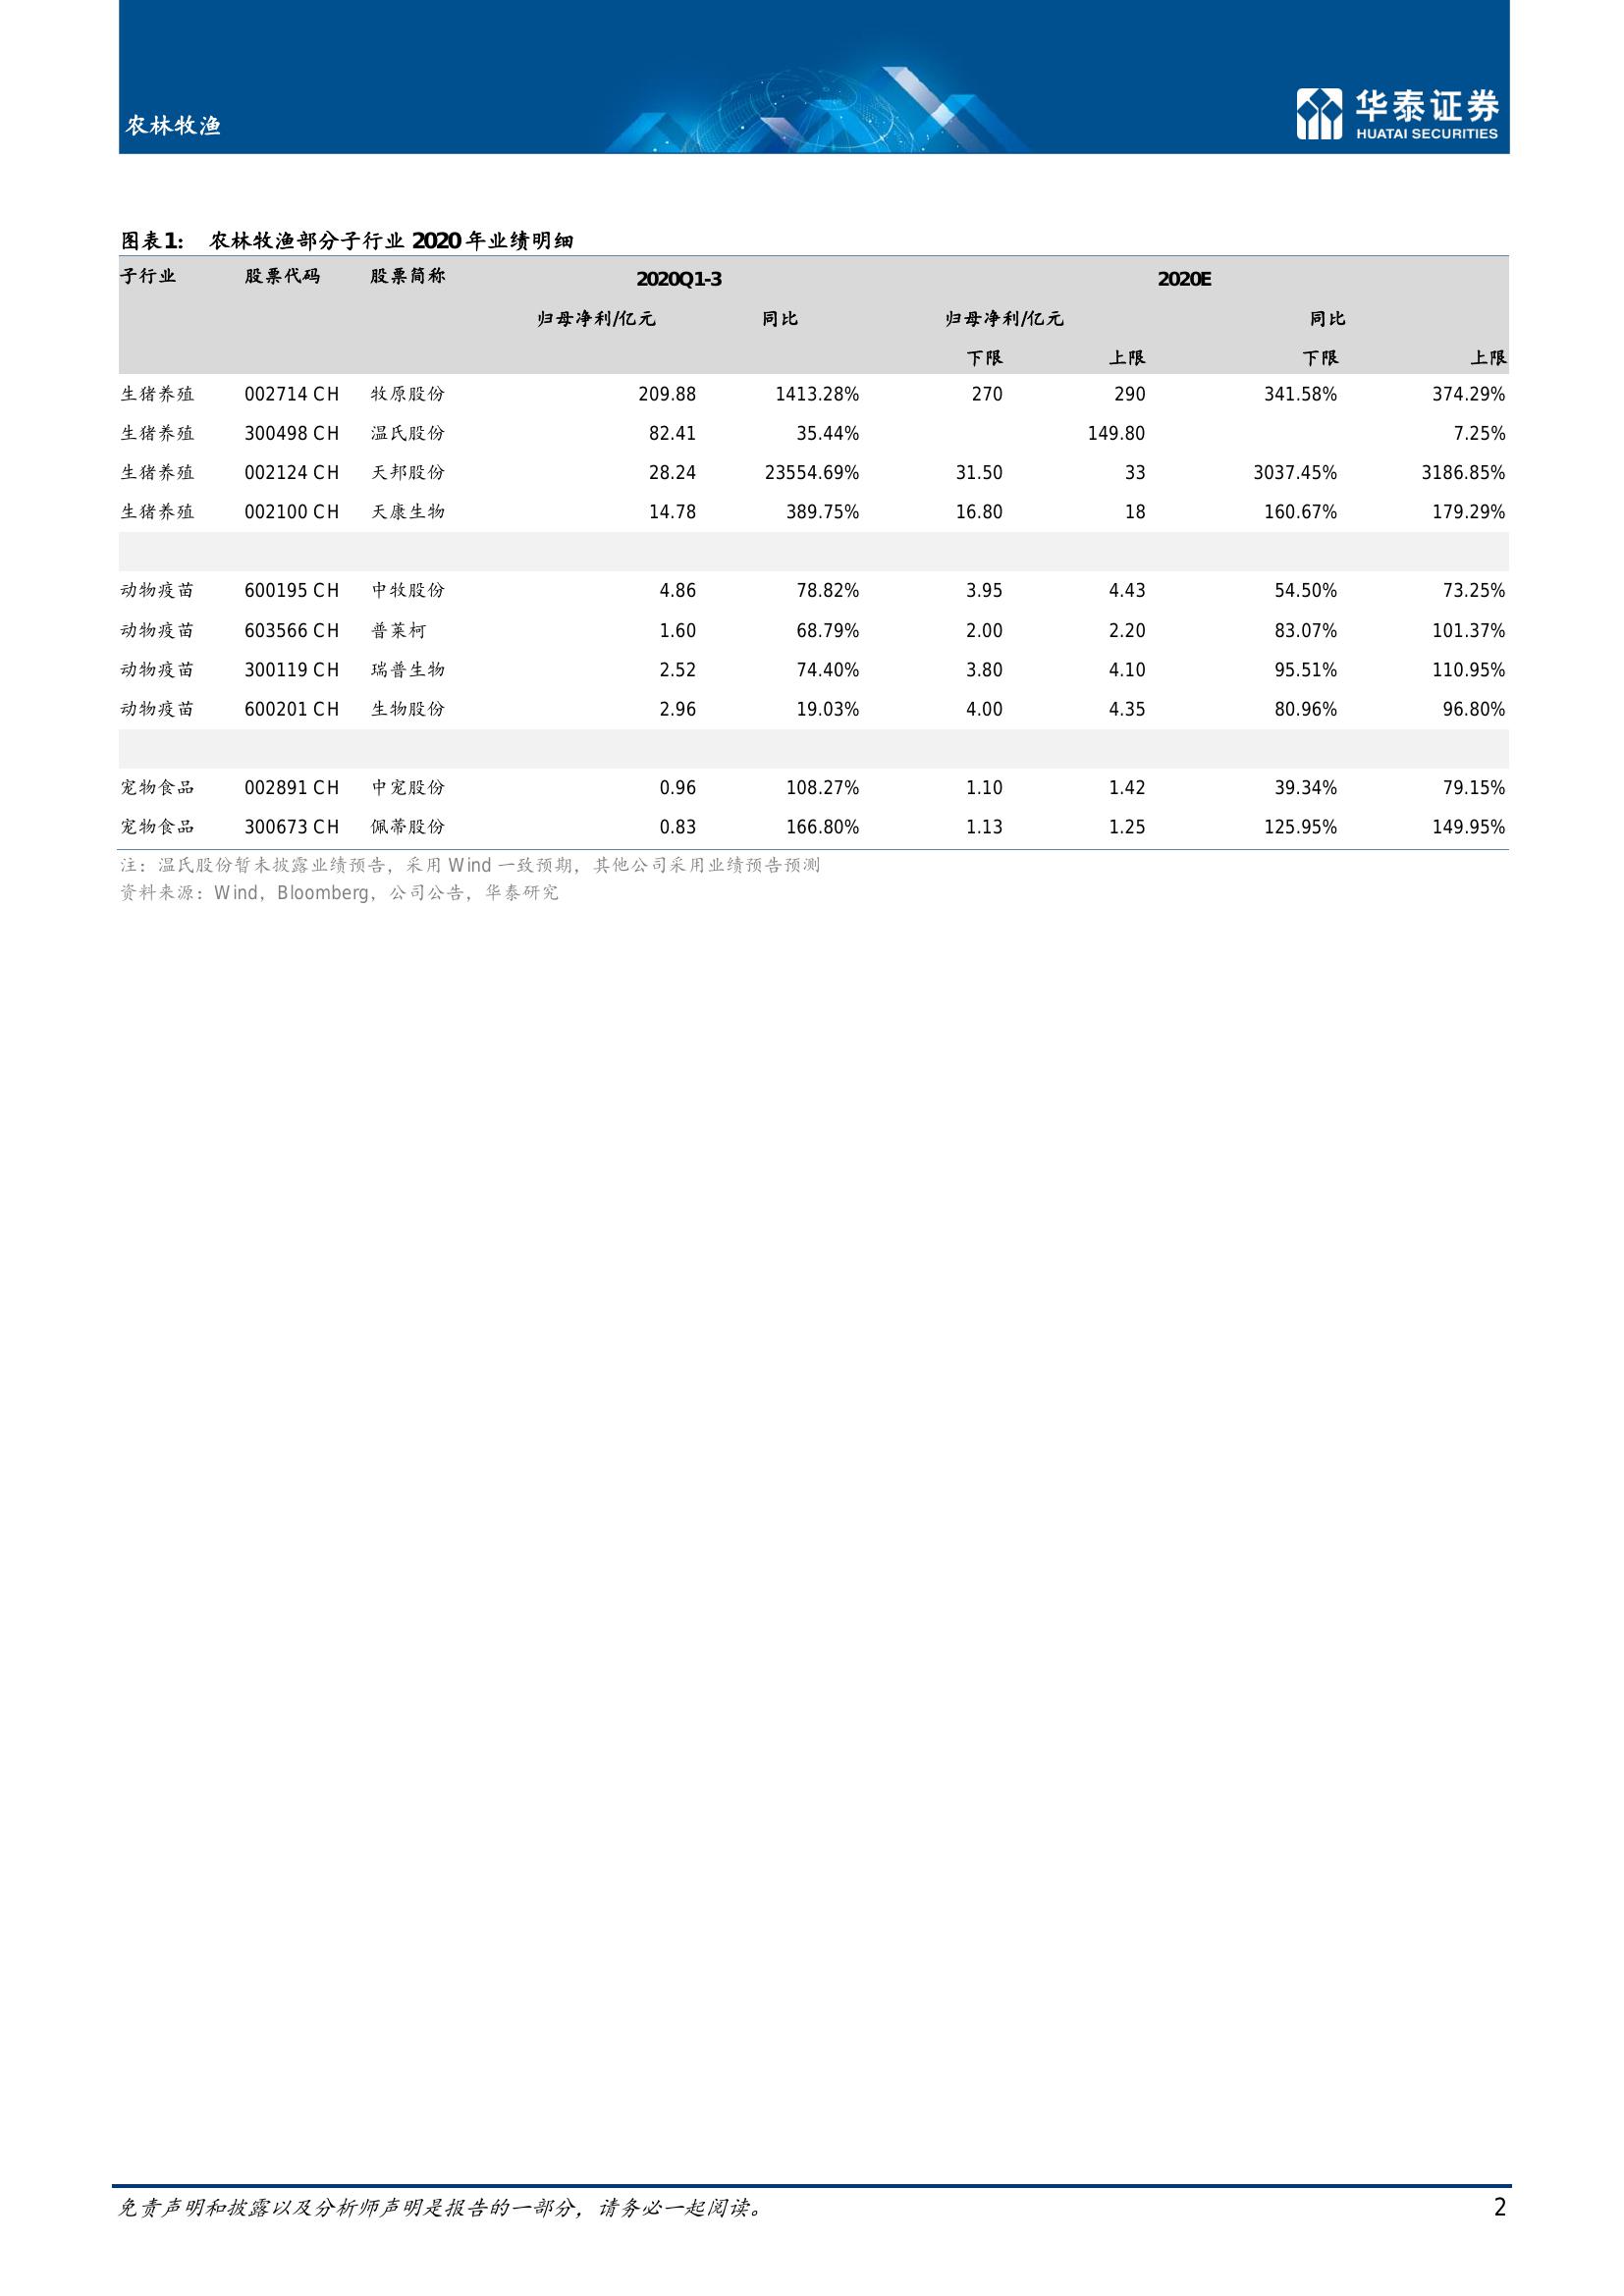 农林牧渔
华泰证券
HUATAI SECURITIES
图表1： 农林牧渔部分子行业 2020 年业绩明细
子行业 股票代码 股票简称 2020Q1-3 2020E
归母净利/亿元 同比 归母净利/亿元 同比
下限 上限 下限 上限
生猪养殖 002714 CH 牧原股份 209.88 1413.28% 270 290 341.58% 374.29%
生猪养殖 300498 CH 温氏股份 82.41 35.44% 149.80 7.25%
生猪养殖 002124 CH 天邦股份 28.24 23554.69% 31.50 33 3037.45% 3186.85%
生猪养殖 002100 CH 天康生物 14.78 389.75% 16.80 18 160.67% 179.29%
动物疫苗 600195 CH 中牧股份 4.86 78.82% 3.95 4.43 54.50% 73.25%
动物疫苗 603566 CH 普莱柯 1.60 68.79% 2.00 2.20 83.07% 101.37%
动物疫苗 300119 CH 瑞普生物 2.52 74.40% 3.80 4.10 95.51% 110.95%
动物疫苗 600201 CH 生物股份 2.96 19.03% 4.00 4.35 80.96% 96.80%
宠物食品 002891 CH 中宠股份 0.96 108.27% 1.10 1.42 39.34% 79.15%
宠物食品 300673 CH 佩蒂股份 0.83 166.80% 1.13 1.25 125.95% 149.95%
注：温氏股份暂未披露业绩预告，采用 Wind 一致预期，其他公司采用业绩预告预测
资料来源：Wind，Bloomberg，公司公告，华泰研究
免责声明和披露以及分析师声明是报告的一部分，请务必一起阅读。 2